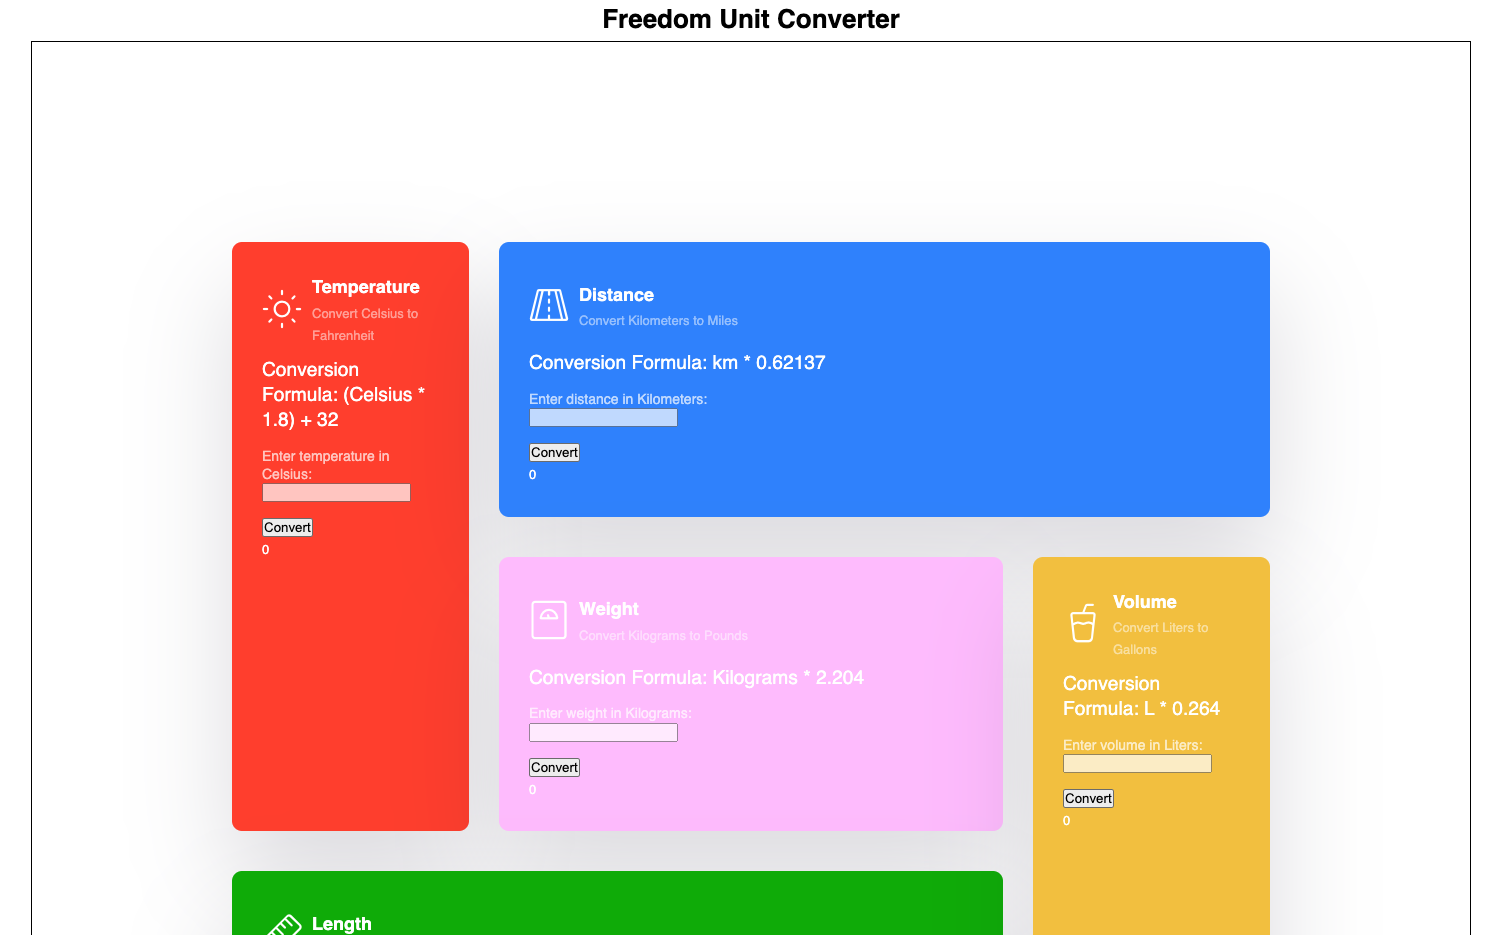 Freedom Unit Converter
Temperature
Convert Celsius to
Fahrenheit
Conversion
Formula: (Celsius *
1.8) + 32
Enter temperature in
Celsius:
Convert
0
Distance
Convert Kilometers to Miles
Conversion Formula: km * 0.62137
Enter distance in Kilometers:
Convert
0
Weight
Convert Kilograms to Pounds
Conversion Formula: Kilograms * 2.204
Enter weight in Kilograms:
Convert
0
Volume
Convert Liters to
Gallons
Conversion
Formula: L * 0.264
Enter volume in Liters:
Convert
0
Length